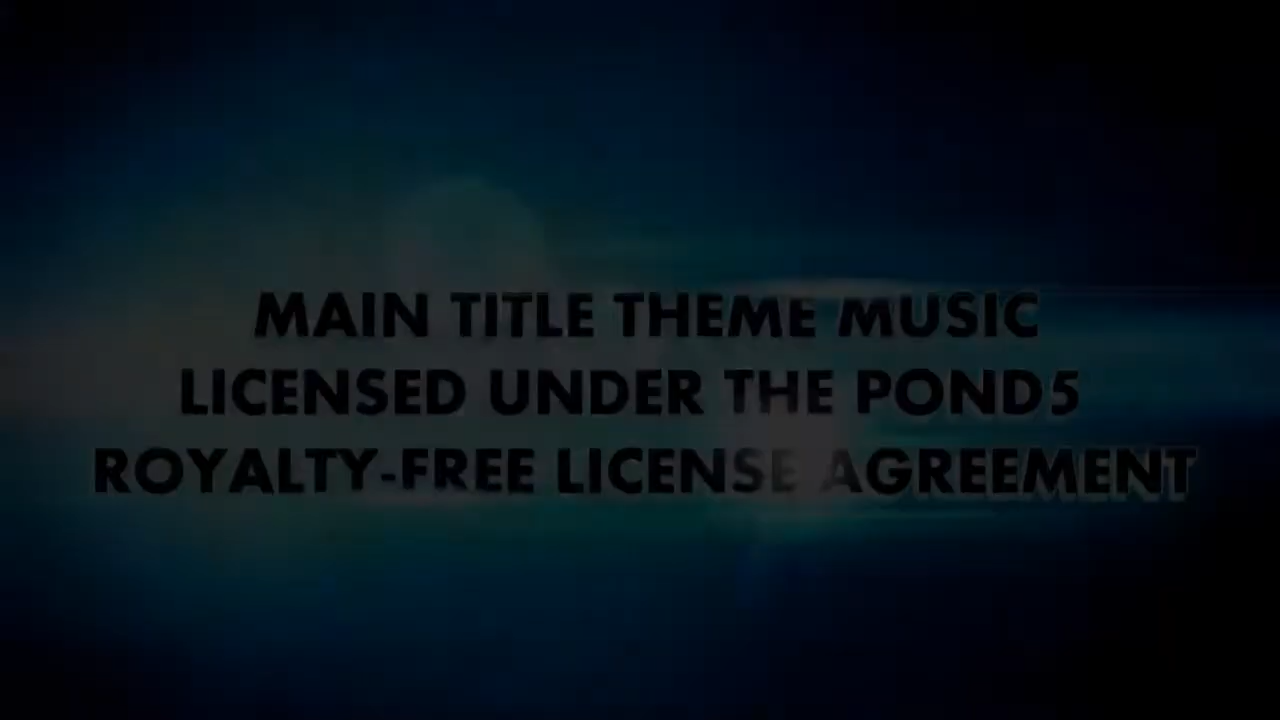 MAIN TITLE THEME MUSIC
LICENSED UNDER THE POND5
ROYALTY-FREE LICENSE AGREEMENT